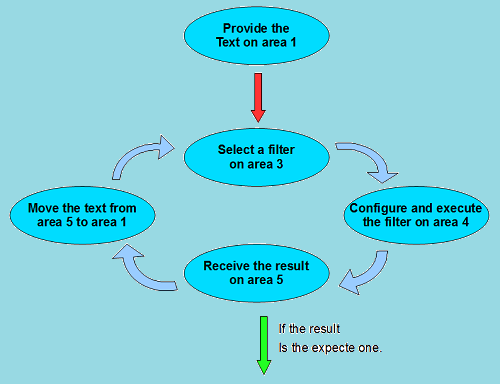 Provide the
Text on area 1
Select a filter
on area 3
Configure and execute
the filter on area 4
Receive the result
on area 5
Move the text from
area 5 to area 1
If the result
Is the expecte one.